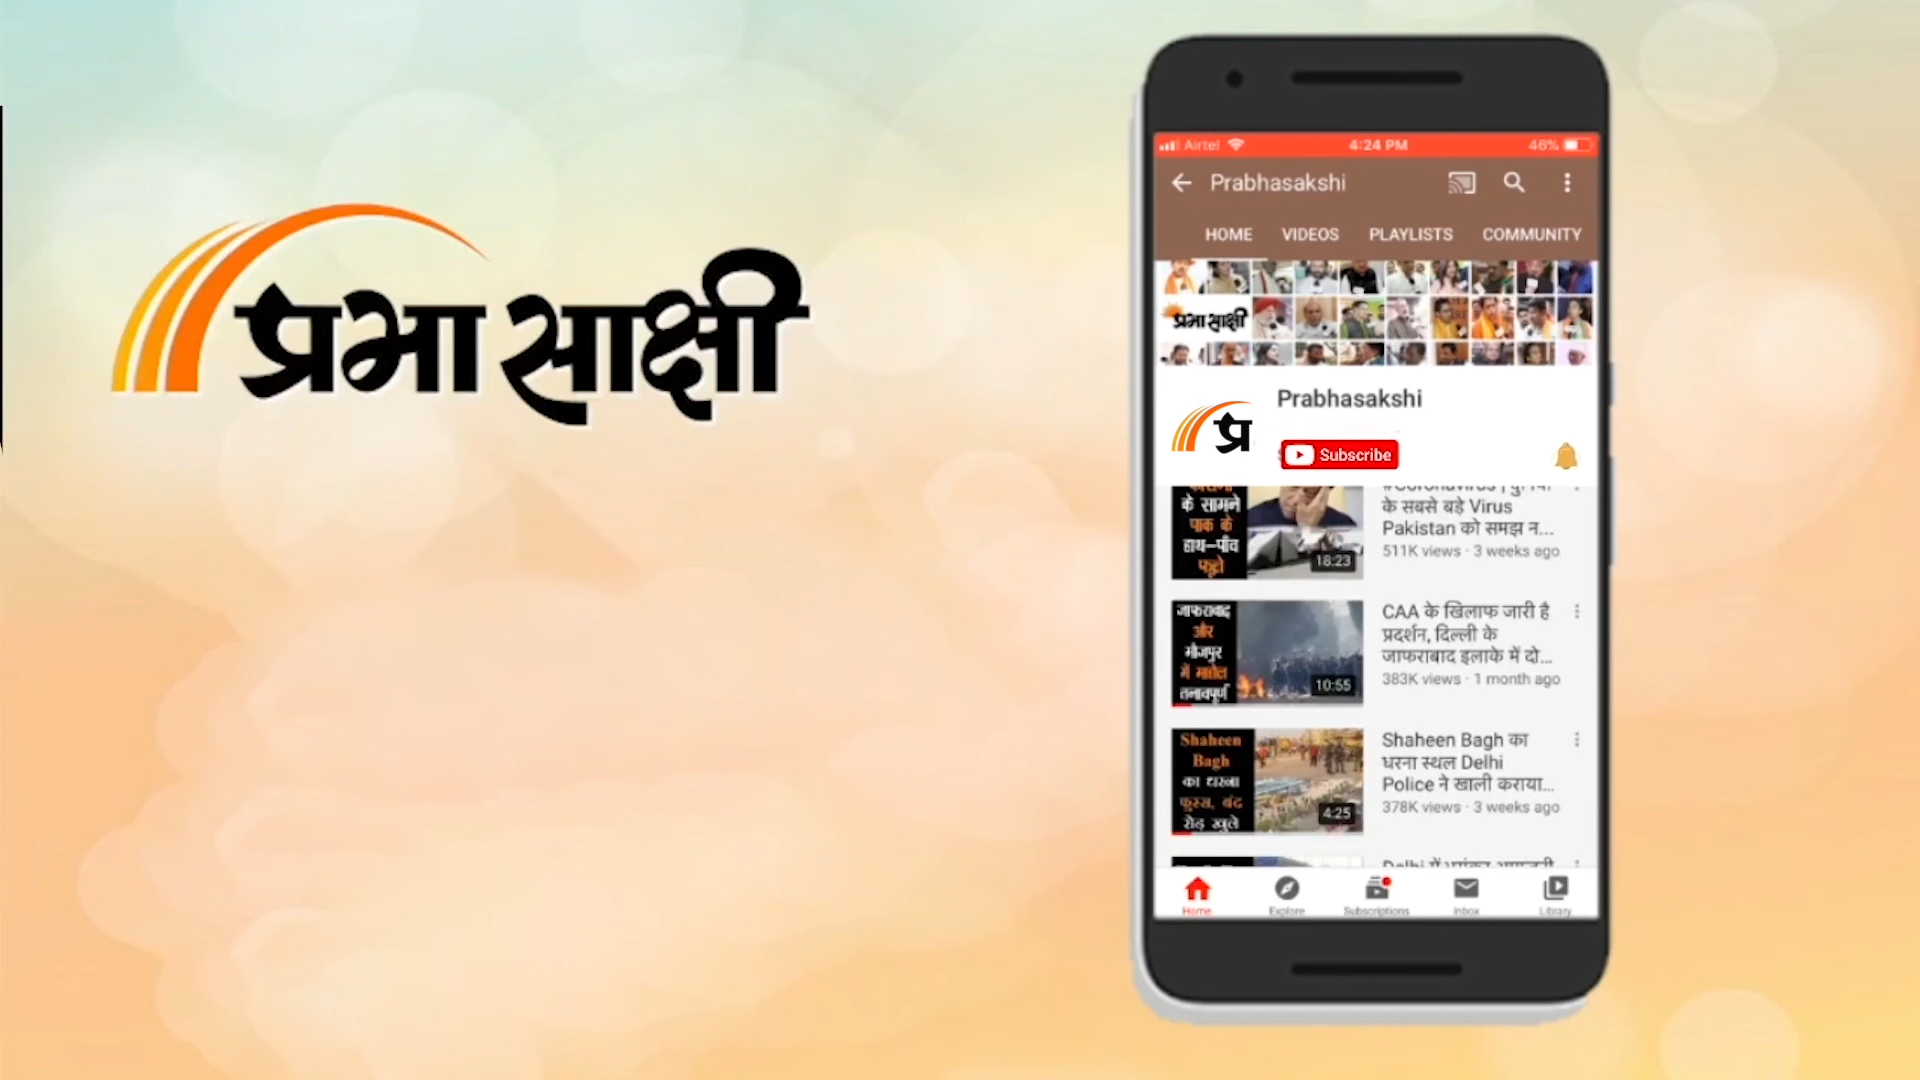 प्रभासाक्षी
Airtel 4:24 PM 46%
Prabhasakshi
HOME VIDEOS PLAYLISTS COMMUNITY
प्रभासाक्षी
Prabhasakshi
प्र
Subscribe
के सामने
पाक के
हाथ-पाँव
फूले
18:23
#Coronavirus |
के सबसे बड़े Virus
Pakistan को समझ न...
511K views · 3 weeks ago
जाफराबाद
और
मौजपुर
में माहौल
तनावपूर्ण
10:55
CAA के खिलाफ जारी है
प्रदर्शन, दिल्ली के
जाफराबाद इलाके में दो...
383K views · 1 month ago
Shaheen
Bagh
का धरना
फुस्स, बंद
रोड खुले
4:25
Shaheen Bagh का
धरना स्थल Delhi
Police ने खाली कराया...
378K views · 3 weeks ago
Delhi में
Home Explore Subscriptions Inbox Library